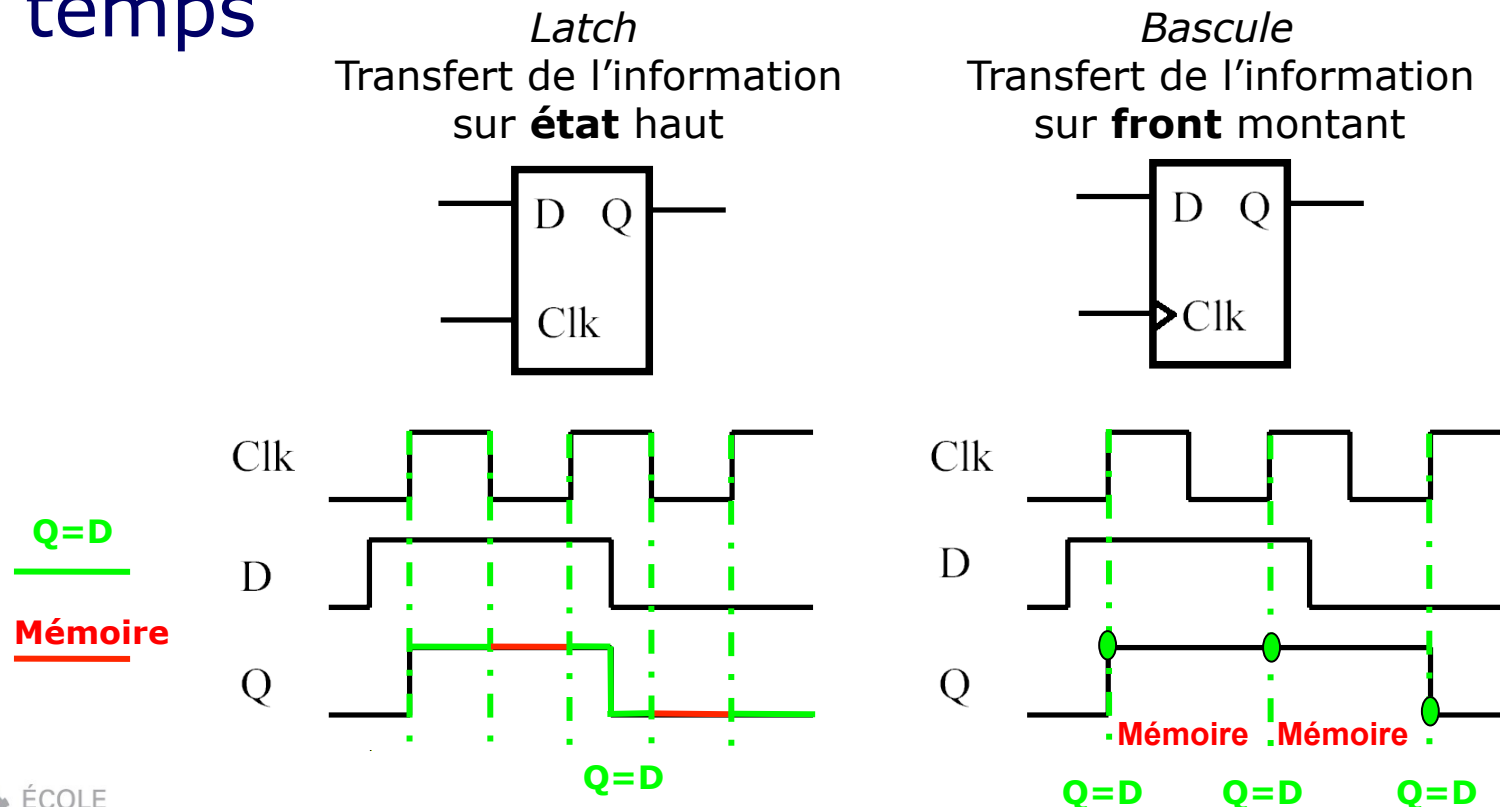 temps
Latch
Transfert de l’information
sur état haut
D Q
Clk
Clk
Q=D
D
Mémoire
Q
Q=D
Bascule
Transfert de l’information
sur front montant
D Q
Clk
Clk
D
Q
Mémoire Mémoire
Q=D Q=D Q=D
ÉCOLE